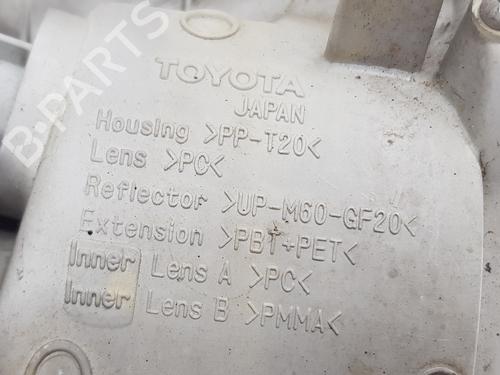 TOYOTA
JAPAN
Housing >PP-T20<
Lens >PC<
Reflector >UP-M60-GF20<
Extension >PBT+PET<
Inner Lens A >PC<
Inner Lens B >PMMA<
B-PARTS